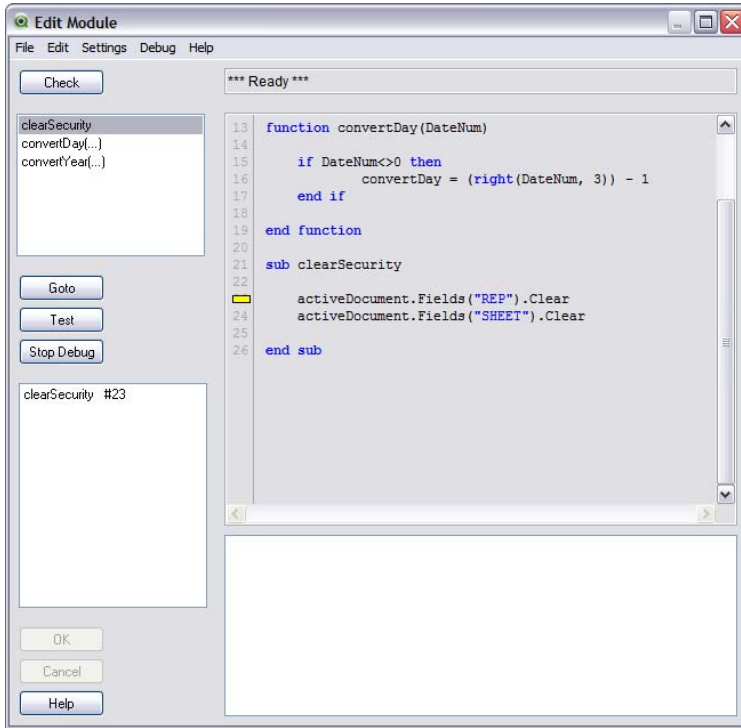 Edit Module
File Edit Settings Debug Help
Check
*** Ready ***
clearSecurity
convertDay(...)
convertYear(...)
Goto
Test
Stop Debug
clearSecurity #23
OK
Cancel
Help
13 function convertDay(DateNum)
14
15 if DateNum<>0 then
16 convertDay = (right(DateNum, 3)) - 1
17 end if
18
19 end function
20
21 sub clearSecurity
22
activeDocument.Fields("REP").Clear
24 activeDocument.Fields("SHEET").Clear
25
26 end sub